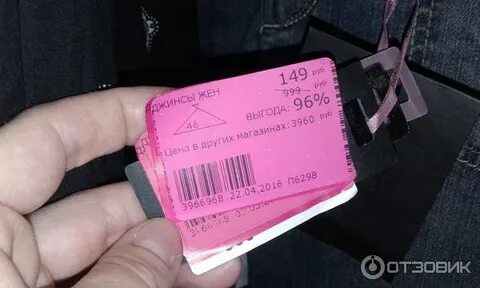 ДЖИНСЫ ЖЕН
149 руб
999 руб
46
ВЫГОДА: 96%
Цена в других магазинах: 3960 руб
3966968 22.04.2016 П6298
3966968
ОТЗОВИК